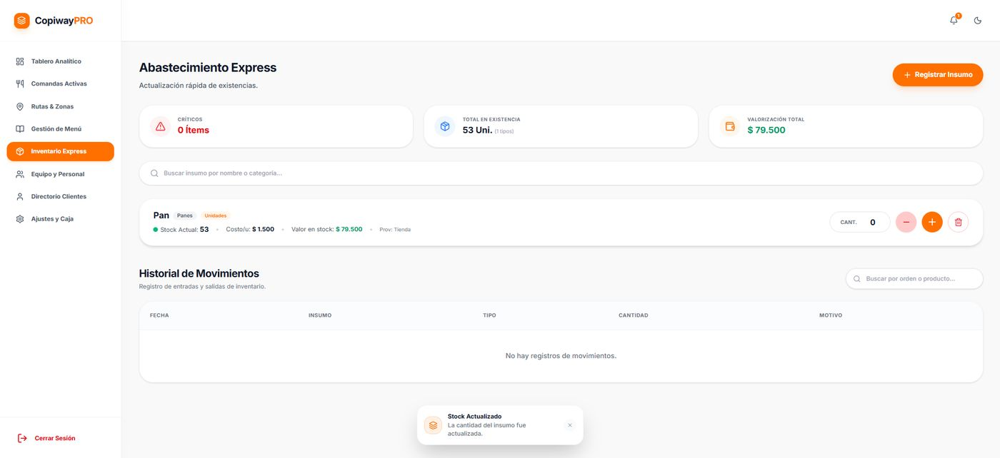 CopiwayPRO
1
Tablero Analítico
Comandas Activas
Rutas & Zonas
Gestión de Menú
Inventario Express
Equipo y Personal
Directorio Clientes
Ajustes y Caja
Cerrar Sesión
Abastecimiento Express
Actualización rápida de existencias.
Registrar Insumo
CRÍTICOS
0 Ítems
TOTAL EN EXISTENCIA
53 Uni. (1 tipos)
VALORIZACIÓN TOTAL
$ 79.500
Buscar insumo por nombre o categoría...
Pan Panes Unidades
Stock Actual: 53 • Costo/u: $ 1.500 • Valor en stock: $ 79.500 • Prov: Tienda
CANT. 0
Historial de Movimientos
Registro de entradas y salidas de inventario.
Buscar por orden o producto...
FECHA INSUMO TIPO CANTIDAD MOTIVO
No hay registros de movimientos.
Stock Actualizado
La cantidad del insumo fue
actualizada.